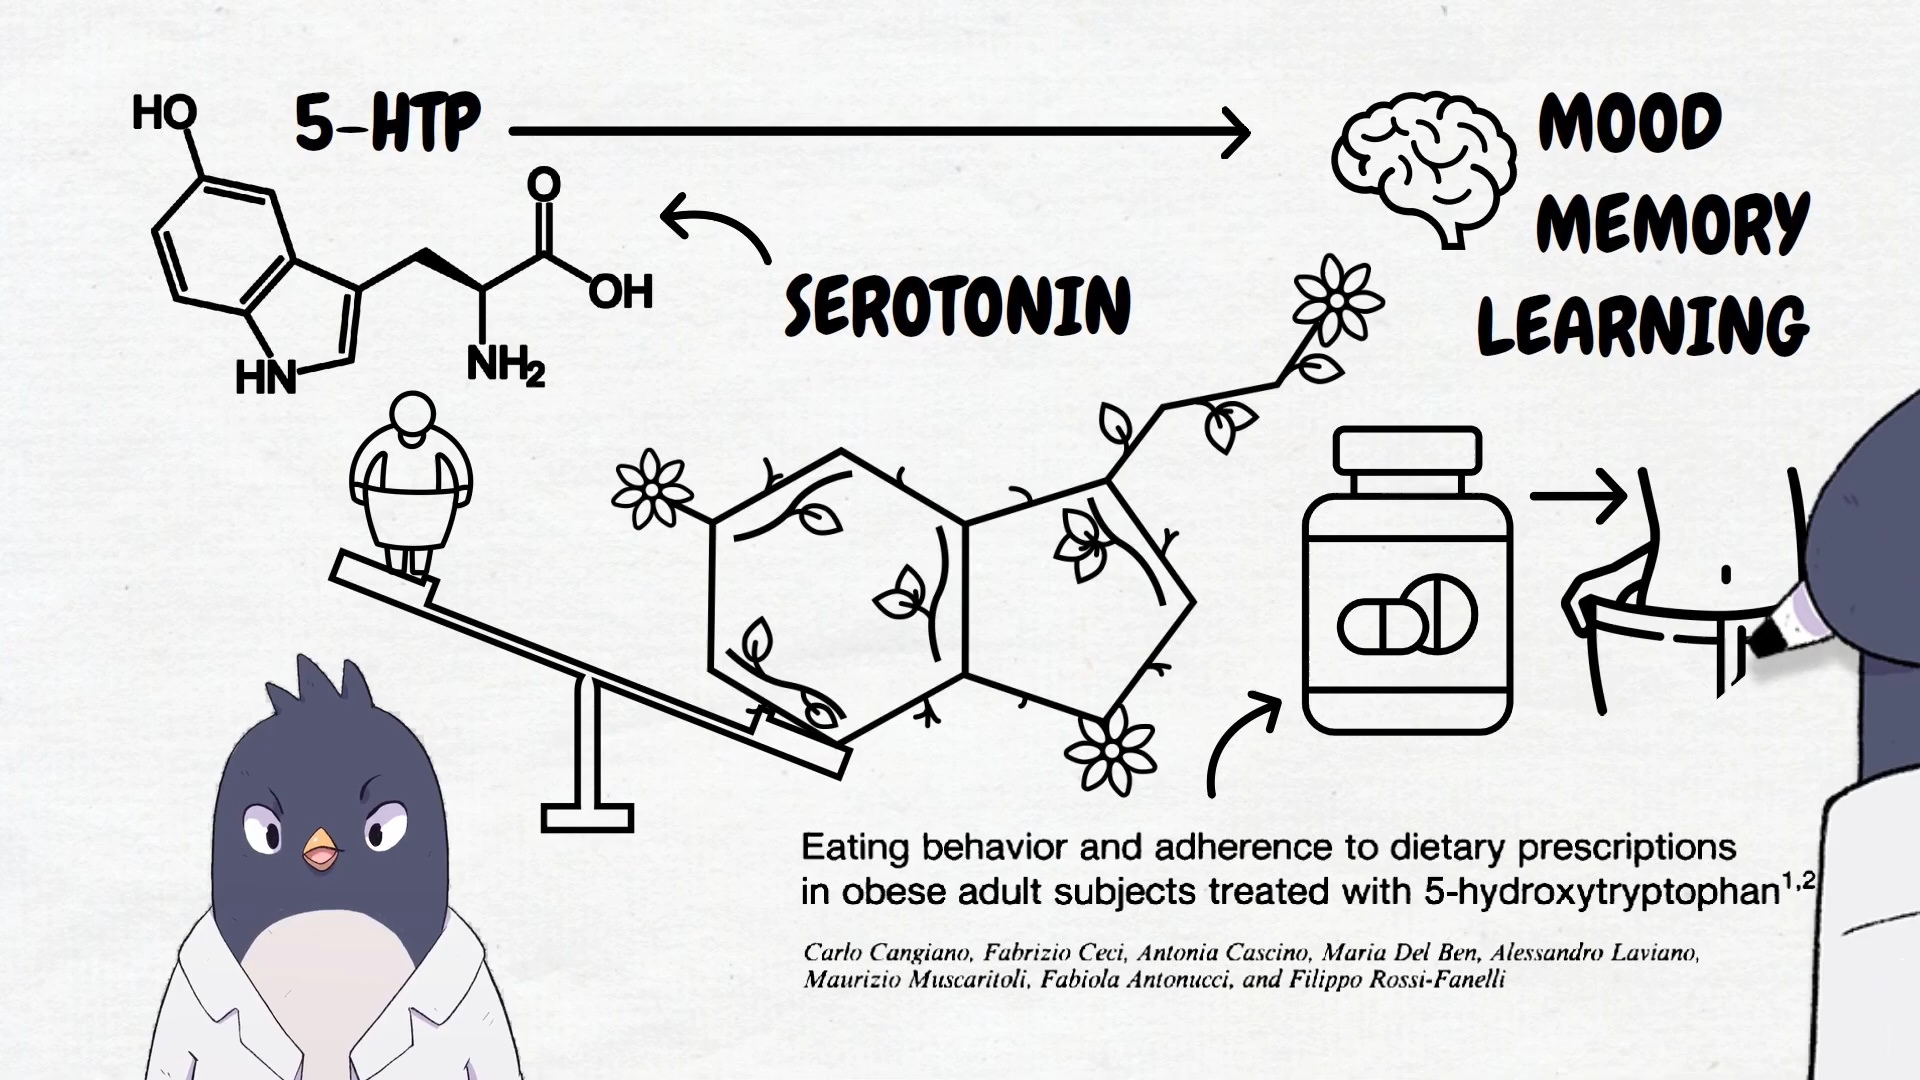 HO
5-HTP
O
OH
NH2
HN
SEROTONIN
MOOD
MEMORY
LEARNING
Eating behavior and adherence to dietary prescriptions
in obese adult subjects treated with 5-hydroxytryptophan1,2
Carlo Cangiano, Fabrizio Ceci, Antonia Cascino, Maria Del Ben, Alessandro Laviano,
Maurizio Muscaritoli, Fabiola Antonucci, and Filippo Rossi-Fanelli